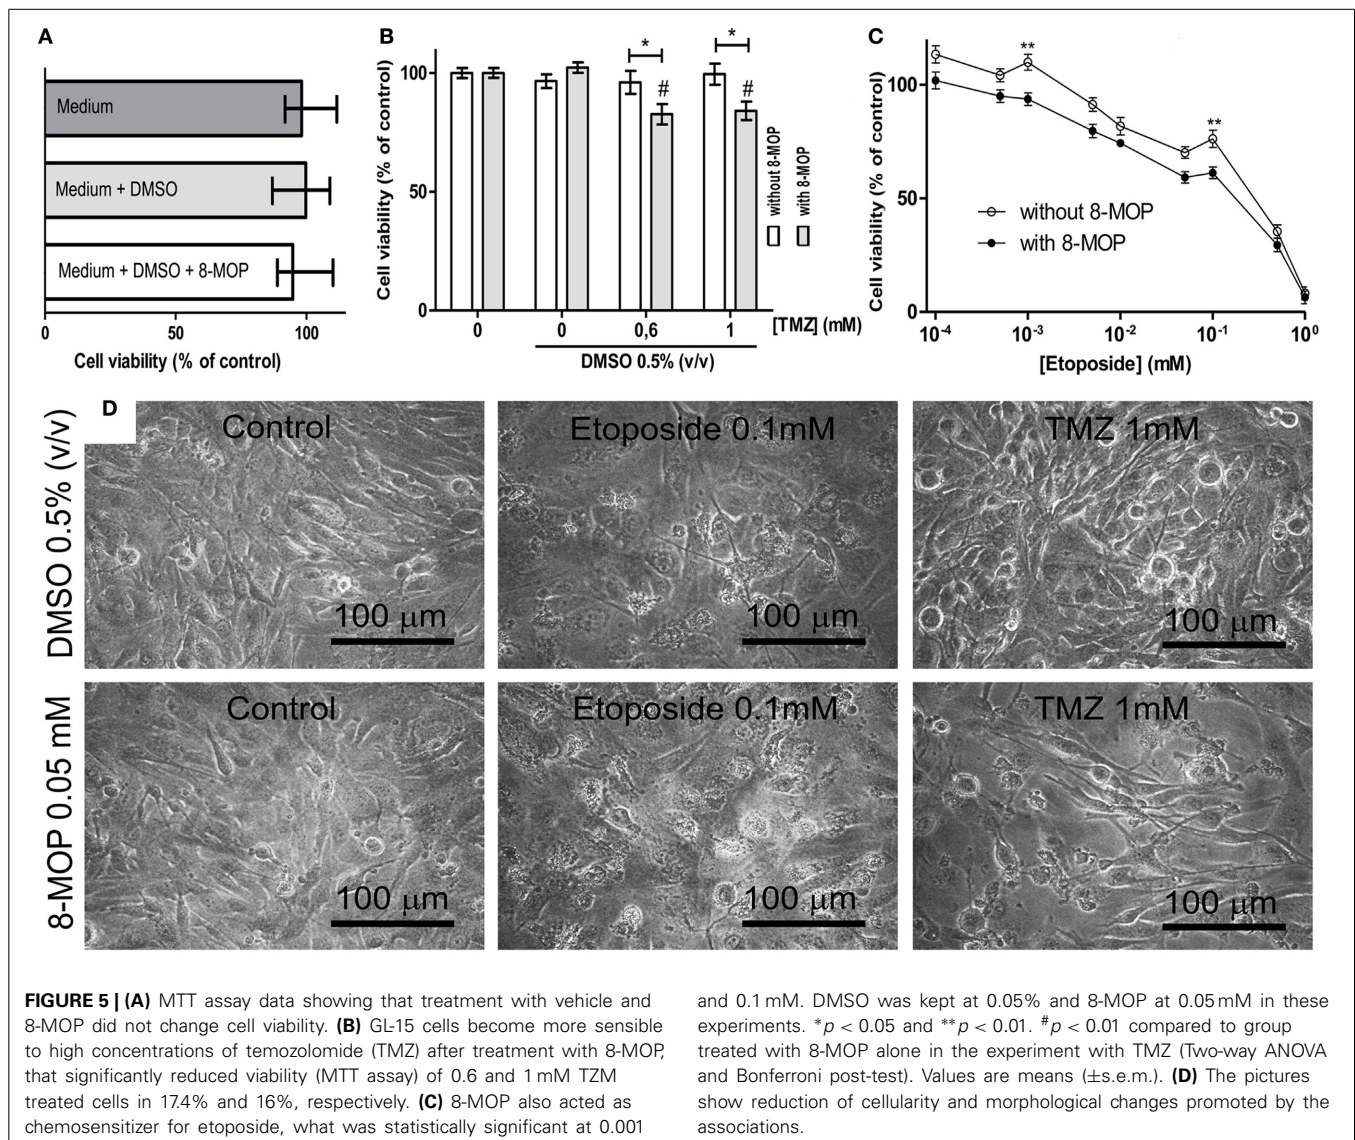 A
Medium
Medium + DMSO
Medium + DMSO + 8-MOP
0 50 100
Cell viability (% of control)
B
Cell viability (% of control)
100
50
0
* *
# #
without 8-MOP
with 8-MOP
0 0 0,6 1 [TMZ] (mM)
DMSO 0.5% (v/v)
C
Cell viability (% of control)
100
50
0
**
**
without 8-MOP
with 8-MOP
10⁻⁴ 10⁻³ 10⁻² 10⁻¹ 10⁰
[Etoposide] (mM)
D
DMSO 0.5% (v/v)
Control
100 μm
Etoposide 0.1mM
100 μm
TMZ 1mM
100 μm
8-MOP 0.05 mM
Control
100 μm
Etoposide 0.1mM
100 μm
TMZ 1mM
100 μm
FIGURE 5 | (A) MTT assay data showing that treatment with vehicle and
8-MOP did not change cell viability. (B) GL-15 cells become more sensible
to high concentrations of temozolomide (TMZ) after treatment with 8-MOP,
that significantly reduced viability (MTT assay) of 0.6 and 1 mM TZM
treated cells in 17.4% and 16%, respectively. (C) 8-MOP also acted as
chemosensitizer for etoposide, what was statistically significant at 0.001
and 0.1 mM. DMSO was kept at 0.05% and 8-MOP at 0.05 mM in these
experiments. *p < 0.05 and **p < 0.01. #p < 0.01 compared to group
treated with 8-MOP alone in the experiment with TMZ (Two-way ANOVA
and Bonferroni post-test). Values are means (±s.e.m.). (D) The pictures
show reduction of cellularity and morphological changes promoted by the
associations.